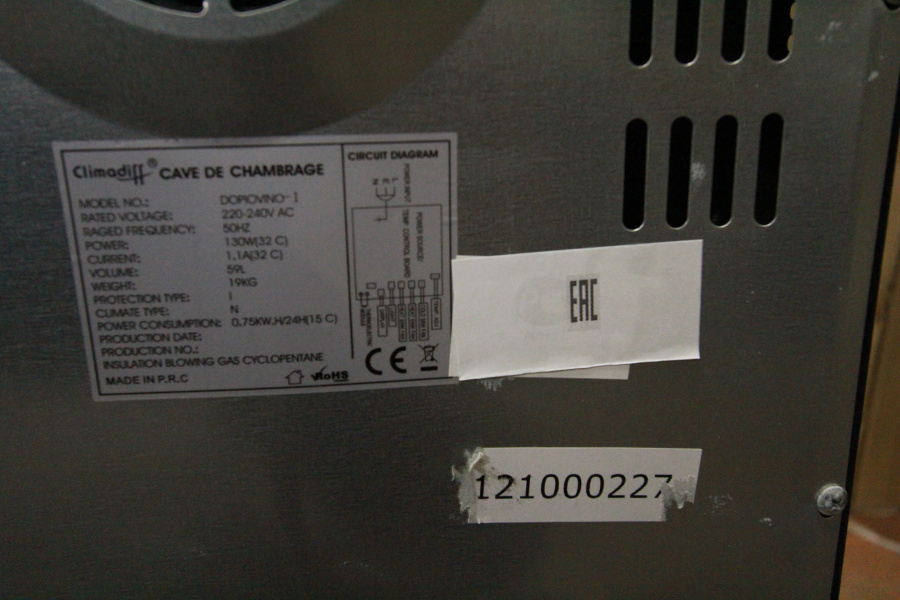 Climadiff® CAVE DE CHAMBRAGE
MODEL NO.: DOPIOVINO-1
RATED VOLTAGE: 220-240V AC
RAGED FREQUENCY: 50HZ
POWER: 130W(32 C)
CURRENT: 1,1A(32 C)
VOLUME: 59L
WEIGHT: 19KG
PROTECTION TYPE: I
CLIMATE TYPE: N
POWER CONSUMPTION: 0,75KW.H/24H(15 C)
PRODUCTION DATE:
PRODUCTION NO.:
INSULATION BLOWING GAS CYCLOPENTANE
MADE IN P.R.C
RoHS
CIRCUIT DIAGRAM
POWER INPUT
L
E
N
POWER SOURCE
TEMP. CONTROL BOARD
CE
EAC
121000227